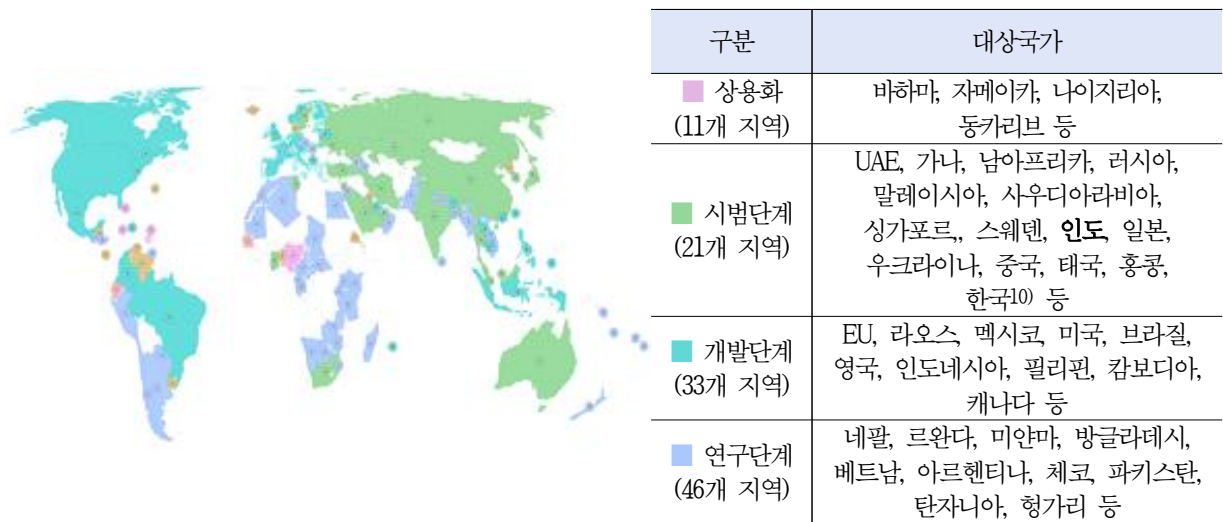 구분
대상국가
상용화
(11개 지역)
바하마, 자메이카, 나이지리아,
동카리브 등
시범단계
(21개 지역)
UAE, 가나, 남아프리카, 러시아,
말레이시아, 사우디아라비아,
싱가포르,, 스웨덴, 인도, 일본,
우크라이나, 중국, 태국, 홍콩,
한국10) 등
개발단계
(33개 지역)
EU, 라오스, 멕시코, 미국, 브라질,
영국, 인도네시아, 필리핀, 캄보디아,
캐나다 등
연구단계
(46개 지역)
네팔, 르완다, 미얀마, 방글라데시,
베트남, 아르헨티나, 체코, 파키스탄,
탄자니아, 헝가리 등